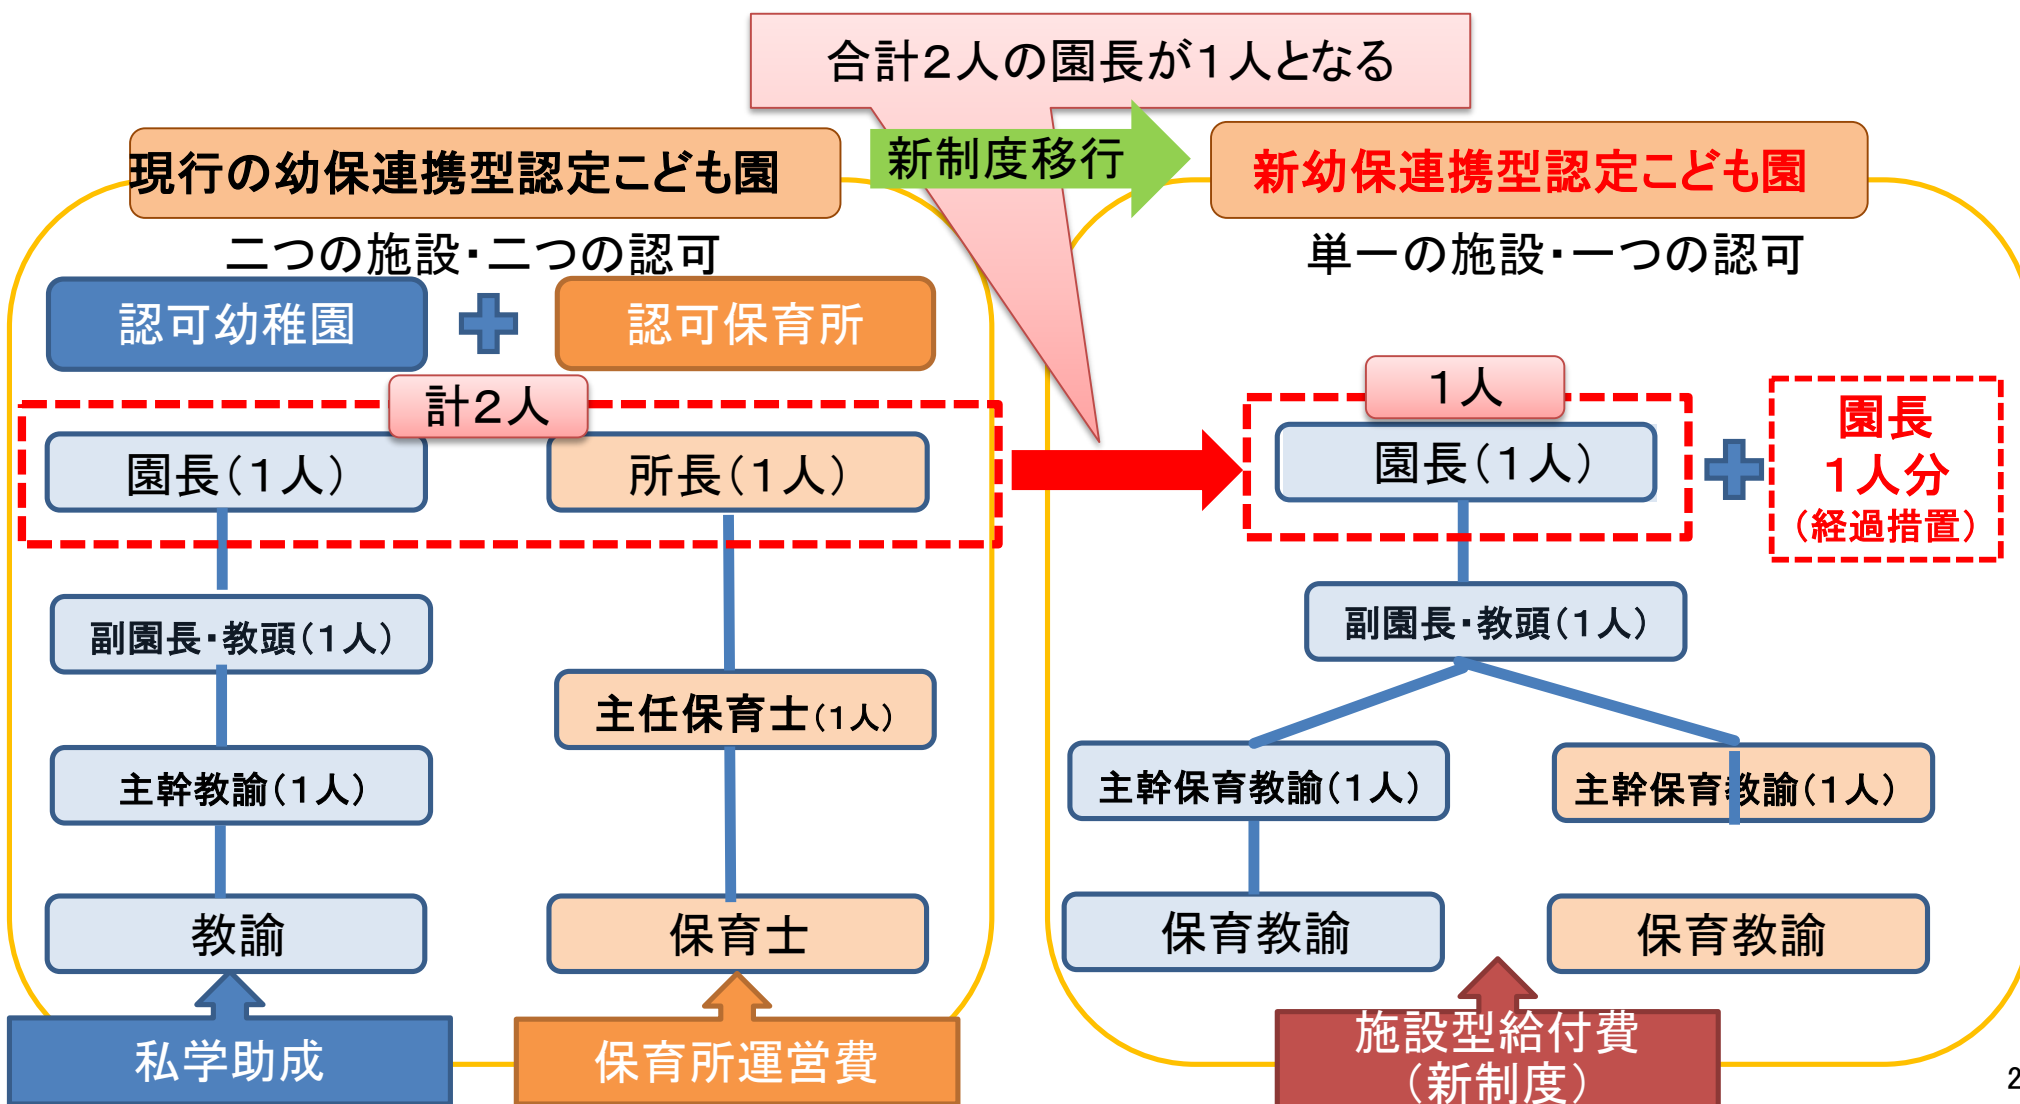 合計２人の園長が１人となる
現行の幼保連携型認定こども園
新制度移行
新幼保連携型認定こども園
二つの施設・二つの認可
単一の施設・一つの認可
認可幼稚園
認可保育所
計２人
１人
園長（１人）
所長（１人）
園長（１人）
園長
１人分
（経過措置）
副園長・教頭（１人）
副園長・教頭（１人）
主任保育士（１人）
主幹教諭（１人）
主幹保育教諭（１人）
主幹保育教諭（１人）
教諭
保育士
保育教諭
保育教諭
私学助成
保育所運営費
施設型給付費
（新制度）
2